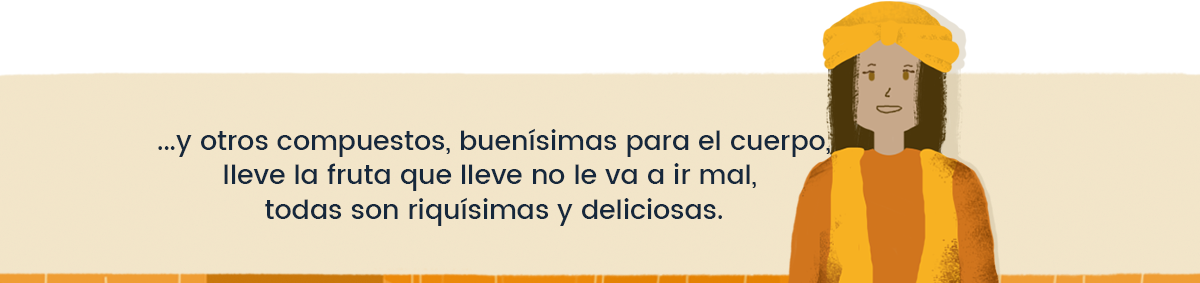 ...y otros compuestos, buenísimas para el cuerpo,
lleve la fruta que lleve no le va a ir mal,
todas son riquísimas y deliciosas.